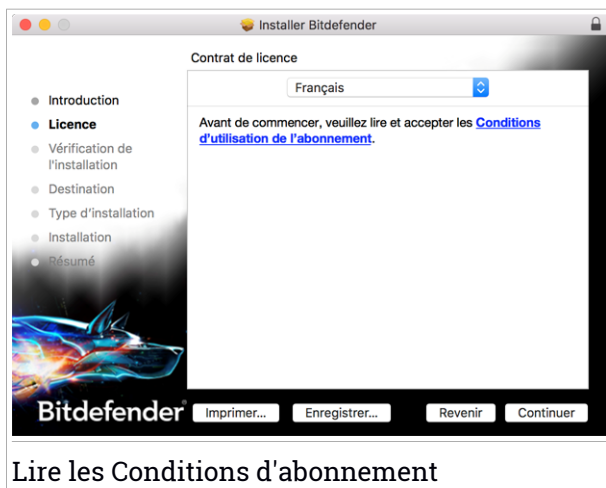 Installer Bitdefender
Contrat de licence
Introduction
Licence
Vérification de
l'installation
Destination
Type d'installation
Installation
Résumé
Français
Avant de commencer, veuillez lire et accepter les Conditions
d'utilisation de l'abonnement.
Bitdefender
Imprimer... Enregistrer... Revenir Continuer
Lire les Conditions d'abonnement